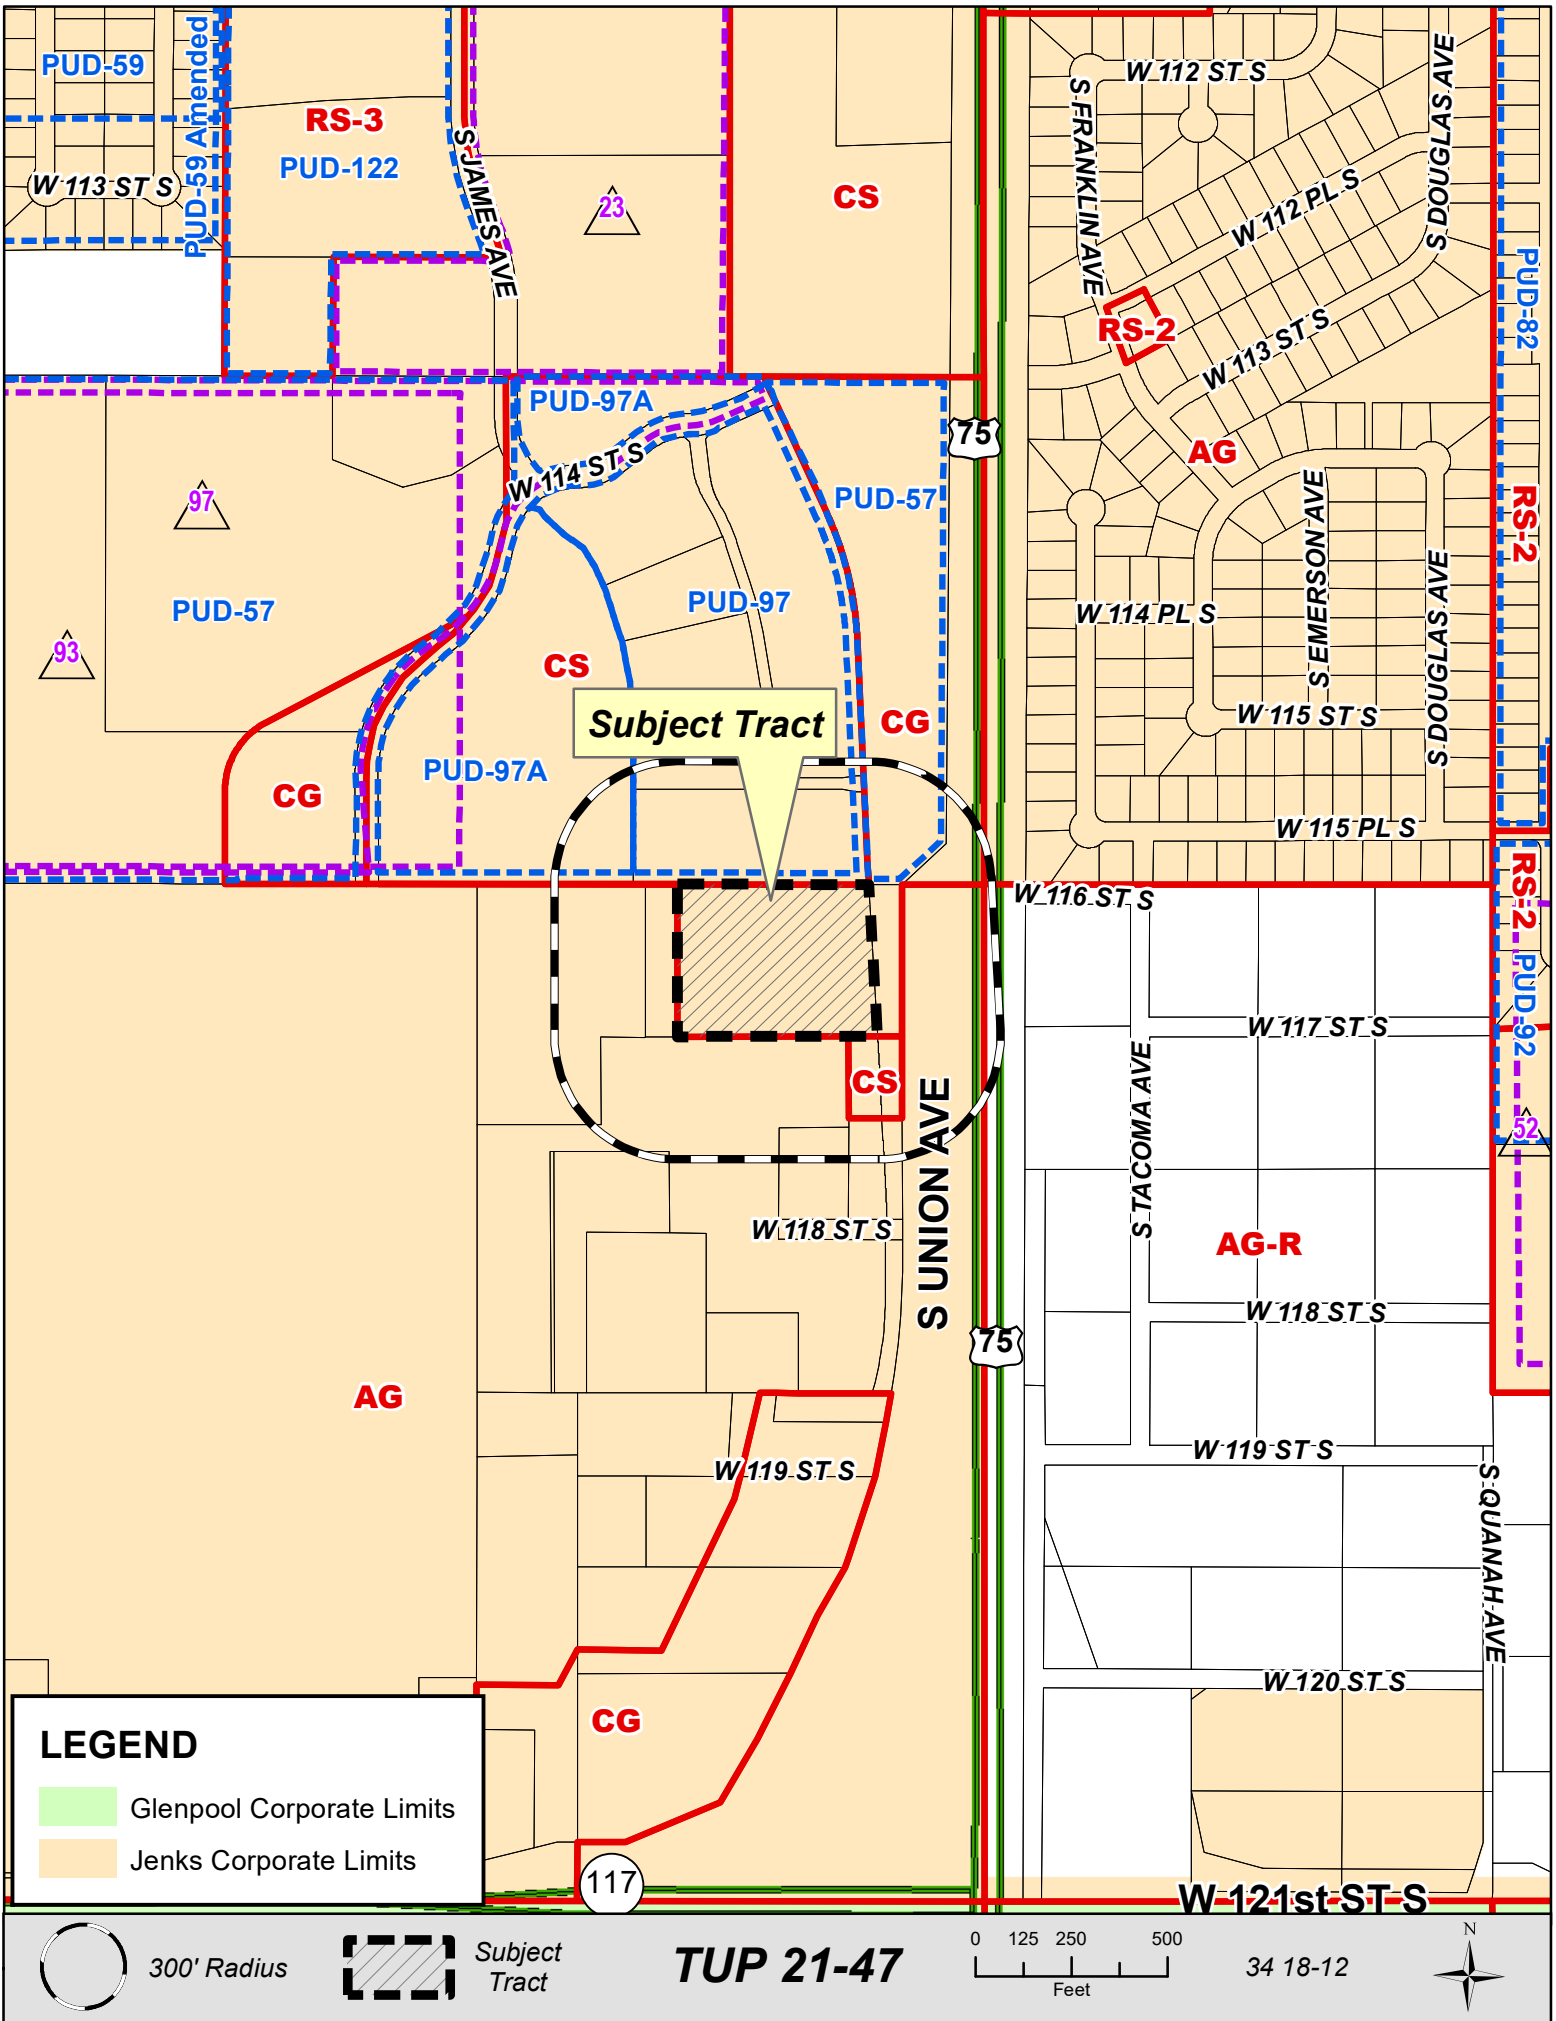 PUD-59
PUD-59 Amended
W 113 ST S
RS-3
PUD-122
S JAMES AVE
23
CS
W 112 ST S
S FRANKLIN AVE
S DOUGLAS AVE
W 112 PL S
RS-2
W 113 ST S
PUD-82
PUD-97A
W 114 ST S
75
PUD-57
AG
97
PUD-57
93
PUD-97
CS
Subject Tract
CG
CG
PUD-97A
W 114 PL S
S EMERSON AVE
S DOUGLAS AVE
RS-2
W 115 ST S
W 115 PL S
W 116 ST S
RS-2
PUD-92
W 117 ST S
CS
S UNION AVE
S TACOMA AVE
52
W 118 ST S
AG-R
W 118 ST S
75
AG
W 119 ST S
W 119 ST S
S QUANAH AVE
W 120 ST S
CG
LEGEND
Glenpool Corporate Limits
Jenks Corporate Limits
117
W 121st ST S
300' Radius
Subject
Tract
TUP 21-47
0 125 250 500
Feet
34 18-12
N